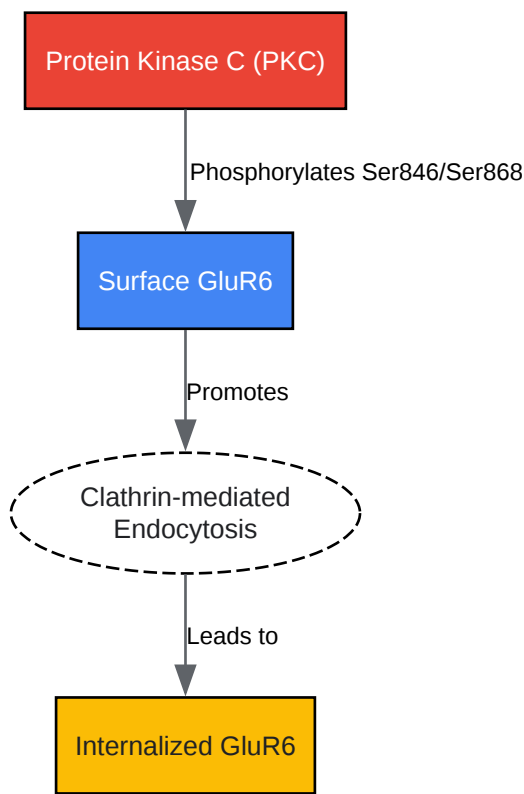 Protein Kinase C (PKC)
Phosphorylates Ser846/Ser868
Surface GluR6
Promotes
Clathrin-mediated
Endocytosis
Leads to
Internalized GluR6